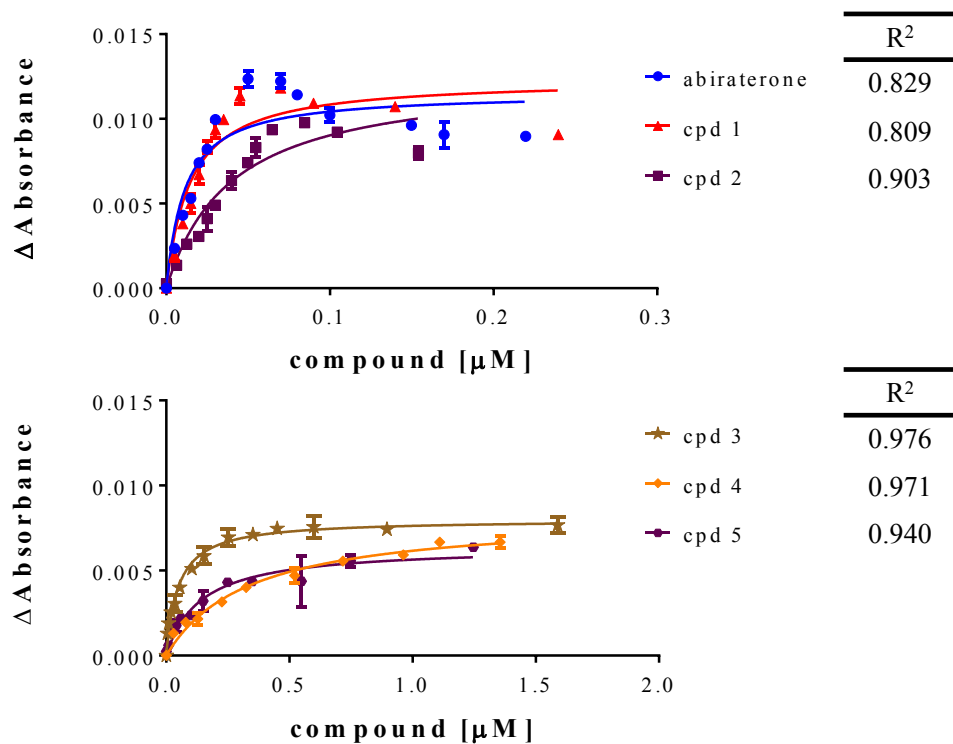 0.015
0.010
0.005
0.000
Δ Absorbance
0.0 0.1 0.2 0.3
compound [μM]
abiraterone
cpd 1
cpd 2
R²
0.829
0.809
0.903
0.015
0.010
0.005
0.000
Δ Absorbance
0.0 0.5 1.0 1.5 2.0
compound [μM]
cpd 3
cpd 4
cpd 5
R²
0.976
0.971
0.940